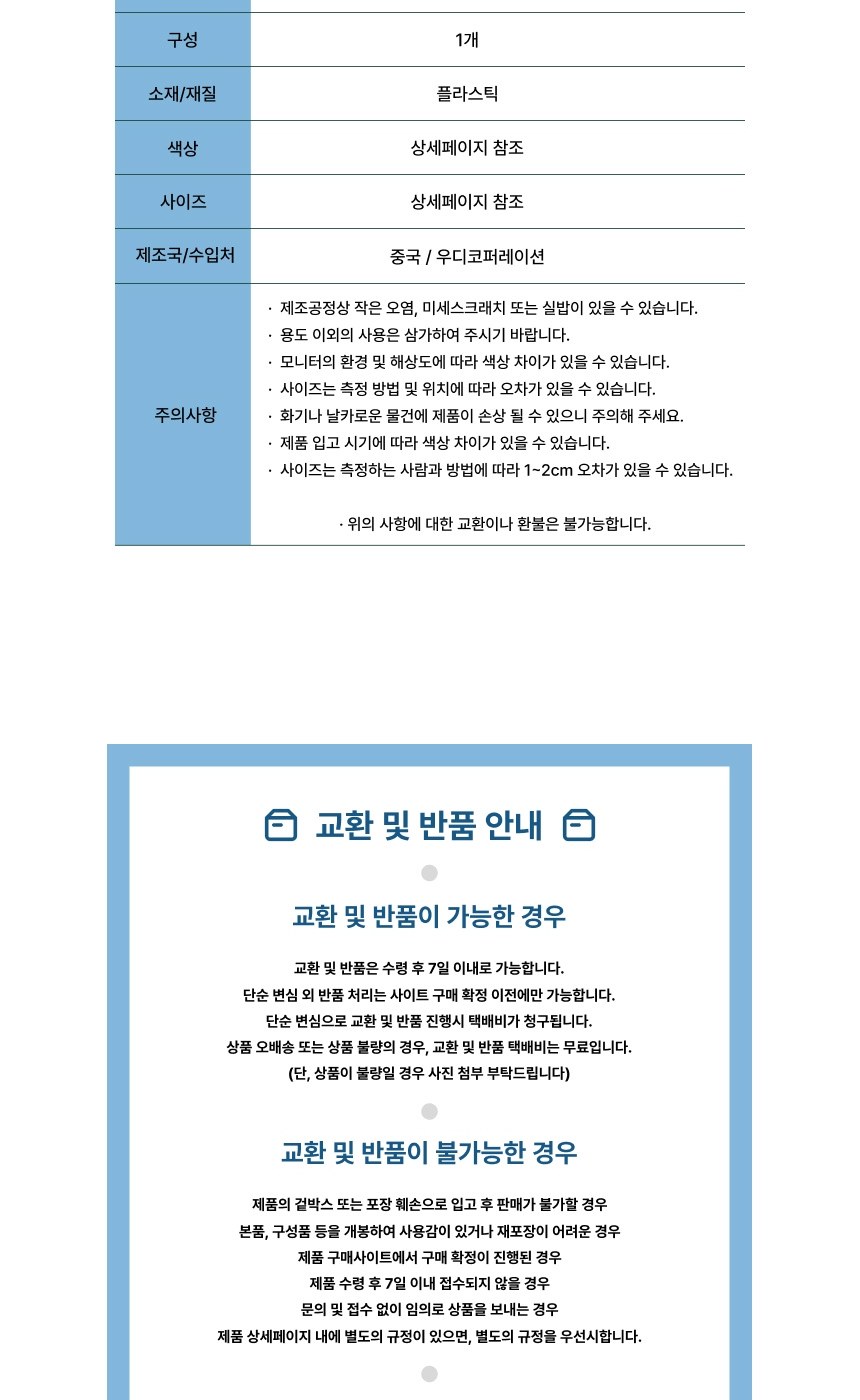 구성 1개
소재/재질 플라스틱
색상 상세페이지 참조
사이즈 상세페이지 참조
제조국/수입처 중국 / 우디코퍼레이션
주의사항
· 제조공정상 작은 오염, 미세스크래치 또는 실밥이 있을 수 있습니다.
· 용도 이외의 사용은 삼가하여 주시기 바랍니다.
· 모니터의 환경 및 해상도에 따라 색상 차이가 있을 수 있습니다.
· 사이즈는 측정 방법 및 위치에 따라 오차가 있을 수 있습니다.
· 화기나 날카로운 물건에 제품이 손상 될 수 있으니 주의해 주세요.
· 제품 입고 시기에 따라 색상 차이가 있을 수 있습니다.
· 사이즈는 측정하는 사람과 방법에 따라 1~2cm 오차가 있을 수 있습니다.
· 위의 사항에 대한 교환이나 환불은 불가능합니다.
교환 및 반품 안내
교환 및 반품이 가능한 경우
교환 및 반품은 수령 후 7일 이내로 가능합니다.
단순 변심 외 반품 처리는 사이트 구매 확정 이전에만 가능합니다.
단순 변심으로 교환 및 반품 진행시 택배비가 청구됩니다.
상품 오배송 또는 상품 불량의 경우, 교환 및 반품 택배비는 무료입니다.
(단, 상품이 불량일 경우 사진 첨부 부탁드립니다)
교환 및 반품이 불가능한 경우
제품의 겉박스 또는 포장 훼손으로 입고 후 판매가 불가할 경우
본품, 구성품 등을 개봉하여 사용감이 있거나 재포장이 어려운 경우
제품 구매사이트에서 구매 확정이 진행된 경우
제품 수령 후 7일 이내 접수되지 않을 경우
문의 및 접수 없이 임의로 상품을 보내는 경우
제품 상세페이지 내에 별도의 규정이 있으면, 별도의 규정을 우선시합니다.